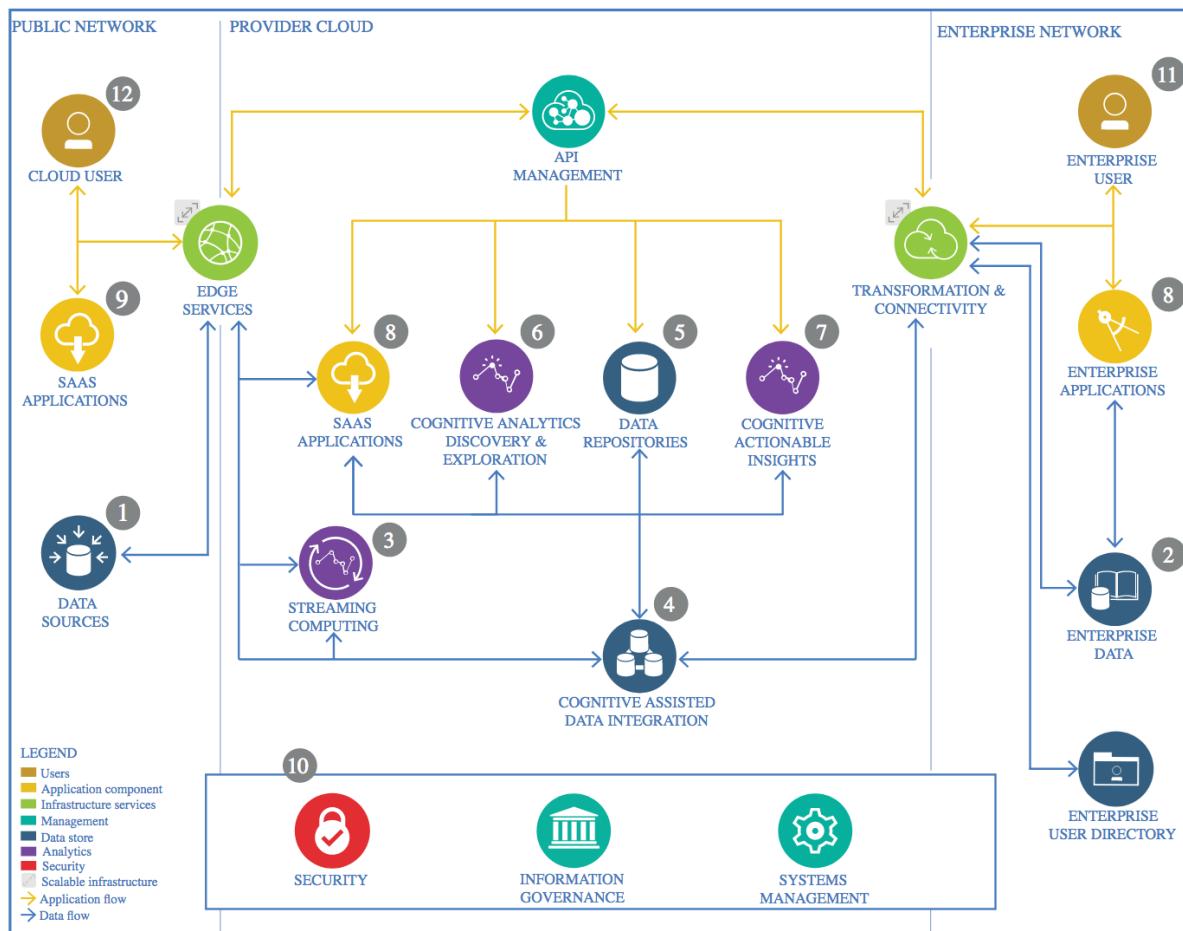 PUBLIC NETWORK
PROVIDER CLOUD
ENTERPRISE NETWORK
12
CLOUD USER
API
MANAGEMENT
11
ENTERPRISE
USER
EDGE
SERVICES
TRANSFORMATION &
CONNECTIVITY
9
SAAS
APPLICATIONS
8
SAAS
APPLICATIONS
6
COGNITIVE ANALYTICS
DISCOVERY &
EXPLORATION
5
DATA
REPOSITORIES
7
COGNITIVE
ACTIONABLE
INSIGHTS
8
ENTERPRISE
APPLICATIONS
1
DATA
SOURCES
3
STREAMING
COMPUTING
4
COGNITIVE ASSISTED
DATA INTEGRATION
2
ENTERPRISE
DATA
ENTERPRISE
USER DIRECTORY
10
SECURITY
INFORMATION
GOVERNANCE
SYSTEMS
MANAGEMENT
LEGEND
Users
Application component
Infrastructure services
Management
Data store
Analytics
Security
Scalable infrastructure
Application flow
Data flow